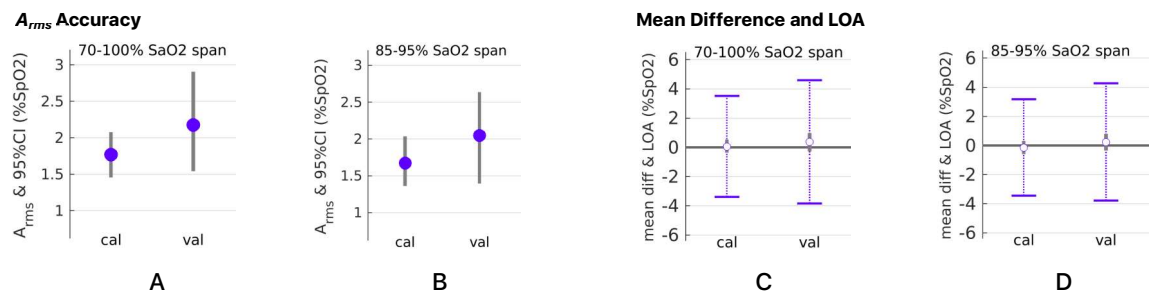 Arms Accuracy
Mean Difference and LOA
70-100% SaO2 span
Arms & 95%CI (%SpO2)
3
2.5
2
1.5
1
cal val
A
85-95% SaO2 span
Arms & 95%CI (%SpO2)
3
2.5
2
1.5
1
cal val
B
70-100% SaO2 span
mean diff & LOA (%SpO2)
6
4
2
0
-2
-4
-6
cal val
C
85-95% SaO2 span
mean diff & LOA (%SpO2)
6
4
2
0
-2
-4
-6
cal val
D